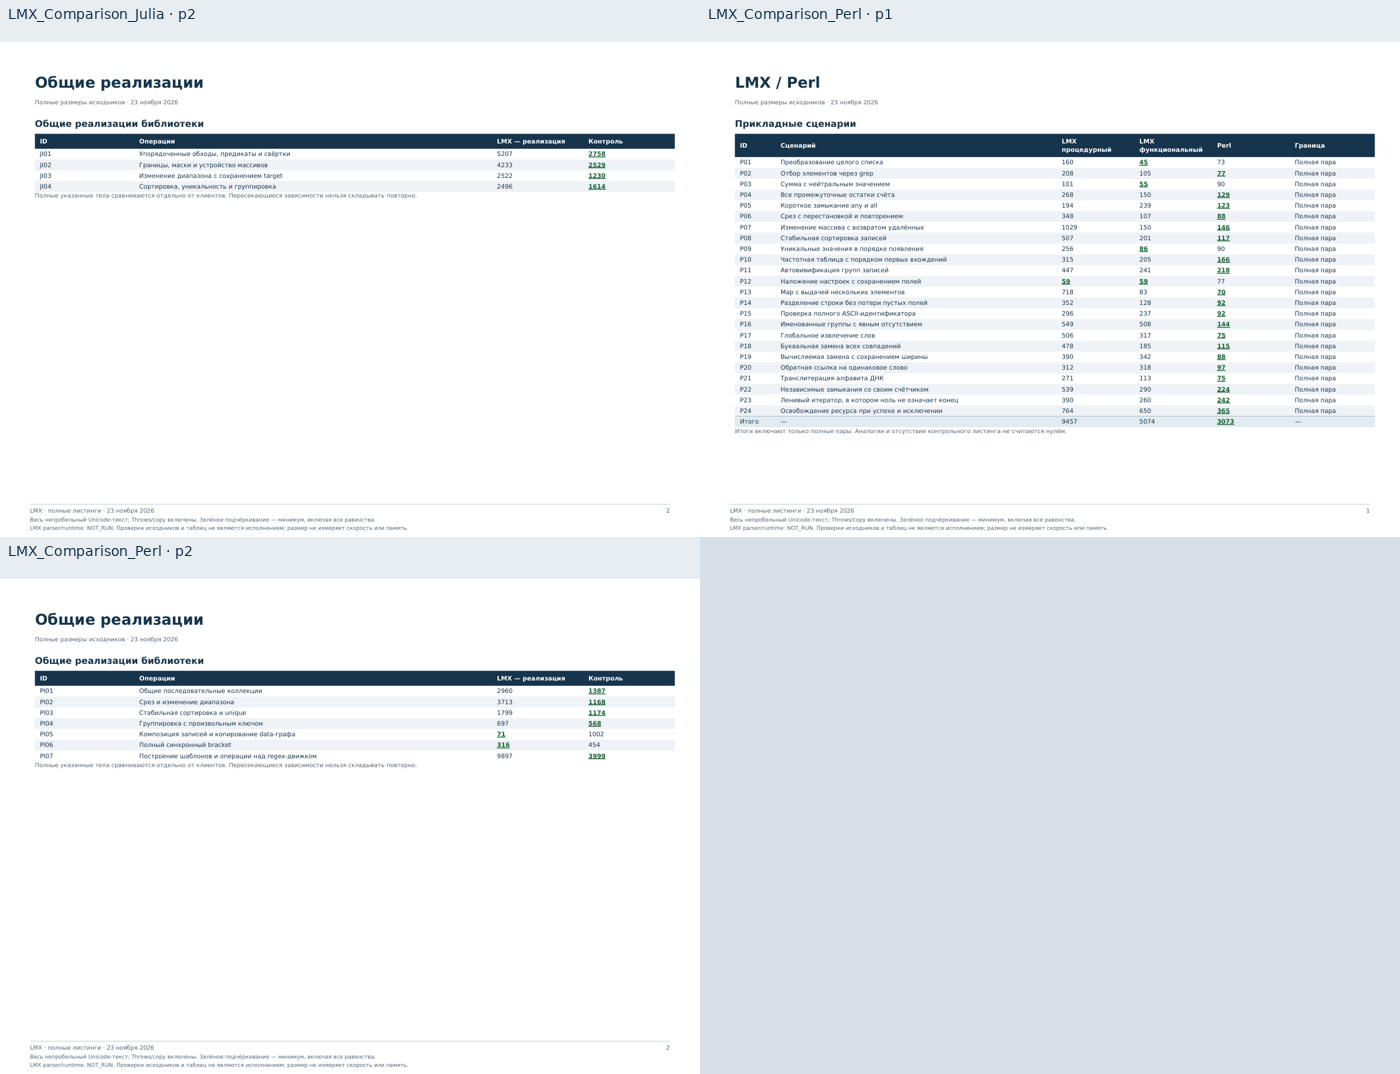 LMX_Comparison_Julia · p2
Общие реализации
Полные размеры исходников · 23 ноября 2026
Общие реализации библиотеки
ID Операции LMX — реализация Контроль
JI01 Упорядоченные обходы, предикаты и свёртки 5207 2758
JI02 Границы, маски и устройство массивов 4233 2529
JI03 Изменение диапазона с сохранением target 2522 1230
JI04 Сортировка, уникальность и группировка 2496 1614
Полные указанные тела сравниваются отдельно от клиентов. Пересекающиеся зависимости нельзя складывать повторно.
LMX · полные листинги · 23 ноября 2026 2
Весь непробельный Unicode-текст; Throws/copy включены. Зелёное подчёркивание — минимум, включая все равенства.
LMX parser/runtime: NOT_RUN. Проверки исходников и таблиц не являются исполнением; размер не измеряет скорость или память.
LMX_Comparison_Perl · p1
LMX / Perl
Полные размеры исходников · 23 ноября 2026
Прикладные сценарии
ID Сценарий LMX процедурный LMX функциональный Perl Граница
P01 Преобразование целого списка 160 45 73 Полная пара
P02 Отбор элементов через grep 208 105 77 Полная пара
P03 Сумма с нейтральным значением 101 55 90 Полная пара
P04 Все промежуточные остатки счёта 268 150 129 Полная пара
P05 Короткое замыкание any и all 194 239 123 Полная пара
P06 Срез с перестановкой и повторением 348 107 88 Полная пара
P07 Изменение массива с возвратом удалённых 1029 150 146 Полная пара
P08 Стабильная сортировка записей 507 201 117 Полная пара
P09 Уникальные значения в порядке появления 256 86 90 Полная пара
P10 Частотная таблица с порядком первых вхождений 315 205 166 Полная пара
P11 Автовивификация групп записей 447 241 218 Полная пара
P12 Наложение настроек с сохранением полей 59 59 77 Полная пара
P13 Map с выдачей нескольких элементов 718 83 70 Полная пара
P14 Разделение строки без потери пустых полей 352 128 92 Полная пара
P15 Проверка полного ASCII-идентификатора 296 237 92 Полная пара
P16 Именованные группы с явным отсутствием 549 508 144 Полная пара
P17 Глобальное извлечение слов 506 317 75 Полная пара
P18 Буквальная замена всех совпадений 478 185 115 Полная пара
P19 Вычисляемая замена с сохранением ширины 390 342 88 Полная пара
P20 Обратная ссылка на одинаковое слово 312 318 97 Полная пара
P21 Транслитерация алфавита ДНК 271 113 75 Полная пара
P22 Независимые замыкания со своим счётчиком 539 290 224 Полная пара
P23 Ленивый итератор, в котором ноль не означает конец 390 260 242 Полная пара
P24 Освобождение ресурса при успехе и исключении 764 650 365 Полная пара
Итого — 9457 5074 3073 —
Итоги включают только полные пары. Аналогии и отсутствие контрольного листинга не считаются нулём.
LMX · полные листинги · 23 ноября 2026 1
Весь непробельный Unicode-текст; Throws/copy включены. Зелёное подчёркивание — минимум, включая все равенства.
LMX parser/runtime: NOT_RUN. Проверки исходников и таблиц не являются исполнением; размер не измеряет скорость или память.
LMX_Comparison_Perl · p2
Общие реализации
Полные размеры исходников · 23 ноября 2026
Общие реализации библиотеки
ID Операции LMX — реализация Контроль
PI01 Общие последовательные коллекции 2960 1387
PI02 Срез и изменение диапазона 3713 1168
PI03 Стабильная сортировка и unique 1799 1174
PI04 Группировка с произвольным ключом 697 568
PI05 Композиция записей и копирование data-графа 71 1002
PI06 Полный синхронный bracket 316 454
PI07 Построение шаблонов и операции над regex-движком 9897 3999
Полные указанные тела сравниваются отдельно от клиентов. Пересекающиеся зависимости нельзя складывать повторно.
LMX · полные листинги · 23 ноября 2026 2
Весь непробельный Unicode-текст; Throws/copy включены. Зелёное подчёркивание — минимум, включая все равенства.
LMX parser/runtime: NOT_RUN. Проверки исходников и таблиц не являются исполнением; размер не измеряет скорость или память.